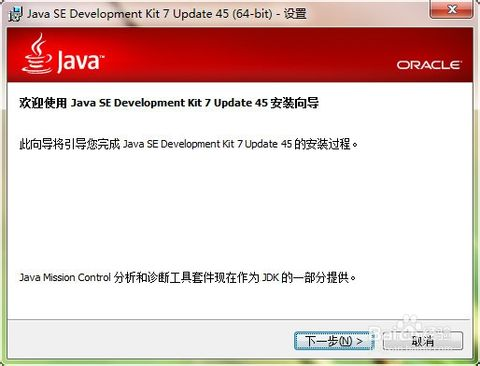 Java SE Development Kit 7 Update 45 (64-bit) - 设置
Java™
ORACLE®
欢迎使用 Java SE Development Kit 7 Update 45 安装向导
此向导将引导您完成 Java SE Development Kit 7 Update 45 的安装过程。
Java Mission Control 分析和诊断工具套件现在作为 JDK 的一部分提供。
下一步(N) >
取消